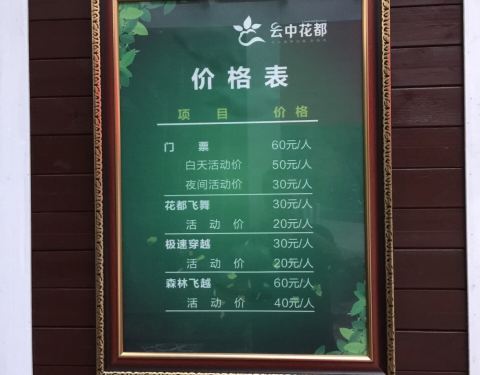 云中花都
价格表
项 目 价格
门 票 60元/人
白天活动价 50元/人
夜间活动价 30元/人
花都飞舞 30元/人
活 动 价 20元/人
极速穿越 30元/人
活 动 价 20元/人
森林飞越 60元/人
活 动 价 40元/人